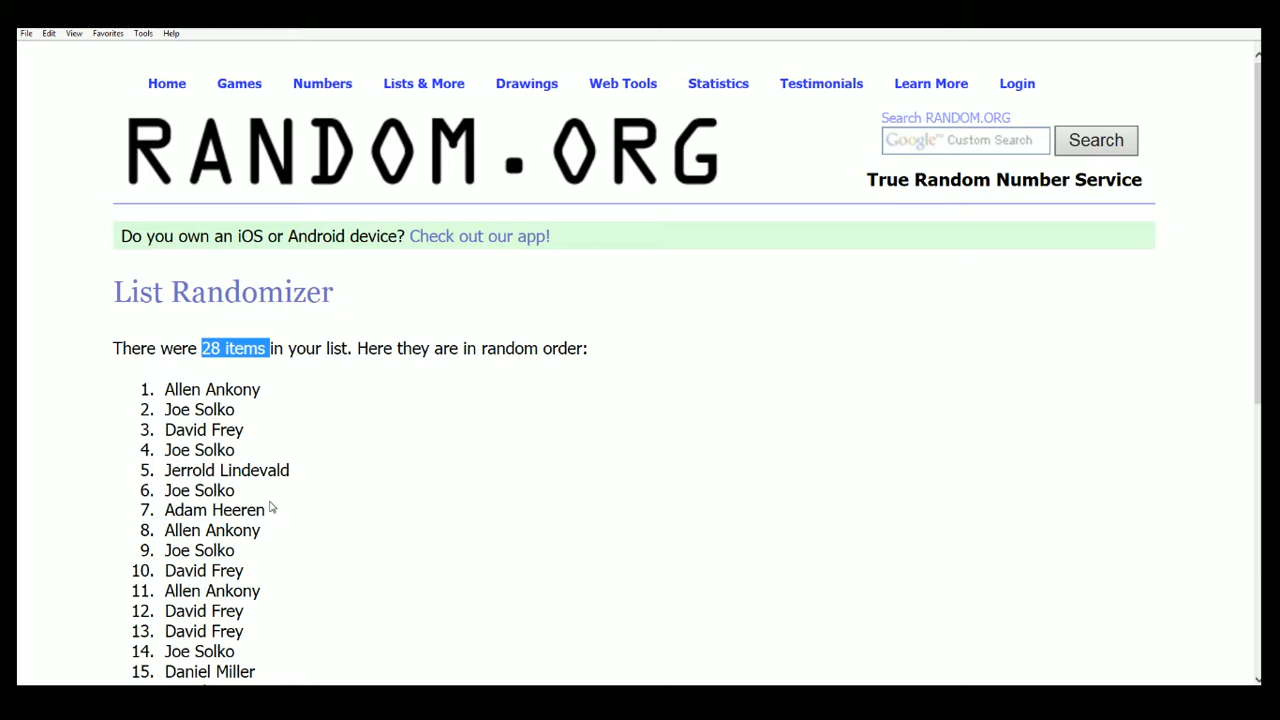 File Edit View Favorites Tools Help
Home Games Numbers Lists & More Drawings Web Tools Statistics Testimonials Learn More Login
RANDOM.ORG
Search RANDOM.ORG
Google™ Custom Search Search
True Random Number Service
Do you own an iOS or Android device? Check out our app!
List Randomizer
There were 28 items in your list. Here they are in random order:
1. Allen Ankony
2. Joe Solko
3. David Frey
4. Joe Solko
5. Jerrold Lindevald
6. Joe Solko
7. Adam Heeren
8. Allen Ankony
9. Joe Solko
10. David Frey
11. Allen Ankony
12. David Frey
13. David Frey
14. Joe Solko
15. Daniel Miller